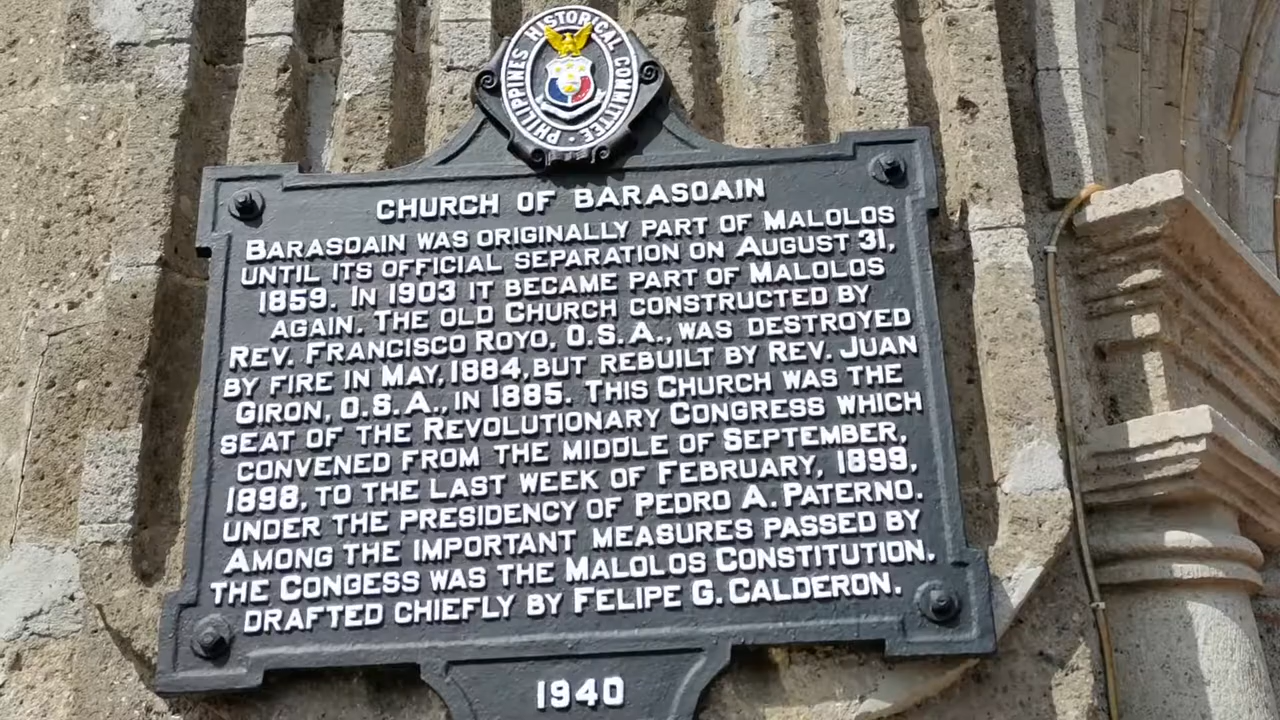 PHILIPPINES HISTORICAL COMMITTEE
CHURCH OF BARASOAIN
BARASOAIN WAS ORIGINALLY PART OF MALOLOS
UNTIL ITS OFFICIAL SEPARATION ON AUGUST 31,
1859. IN 1903 IT BECAME PART OF MALOLOS
AGAIN. THE OLD CHURCH CONSTRUCTED BY
REV. FRANCISCO ROYO, O.S.A., WAS DESTROYED
BY FIRE IN MAY, 1884, BUT REBUILT BY REV. JUAN
GIRON, O.S.A., IN 1885. THIS CHURCH WAS THE
SEAT OF THE REVOLUTIONARY CONGRESS WHICH
CONVENED FROM THE MIDDLE OF SEPTEMBER,
1898, TO THE LAST WEEK OF FEBRUARY, 1899,
UNDER THE PRESIDENCY OF PEDRO A. PATERNO.
AMONG THE IMPORTANT MEASURES PASSED BY
THE CONGESS WAS THE MALOLOS CONSTITUTION.
DRAFTED CHIEFLY BY FELIPE G. CALDERON.
1940